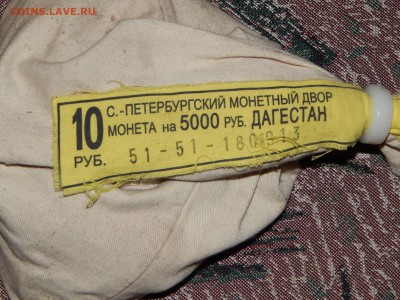 COINS.LAVE.RU
10 С.-ПЕТЕРБУРГСКИЙ МОНЕТНЫЙ ДВОР
МОНЕТА на 5000 РУБ. ДАГЕСТАН
РУБ. 51-51-180913